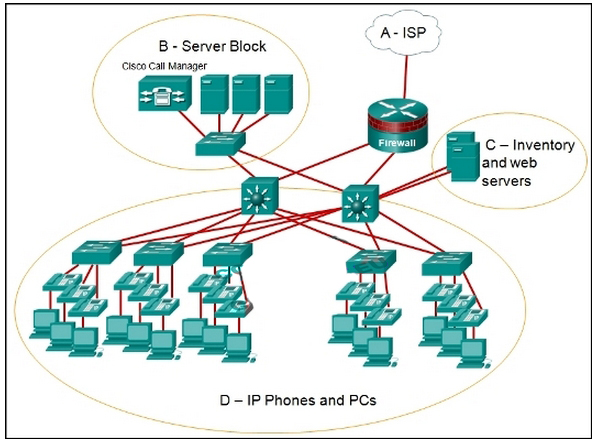 A - ISP
B - Server Block
Cisco Call Manager
Firewall
C – Inventory
and web
servers
D – IP Phones and PCs